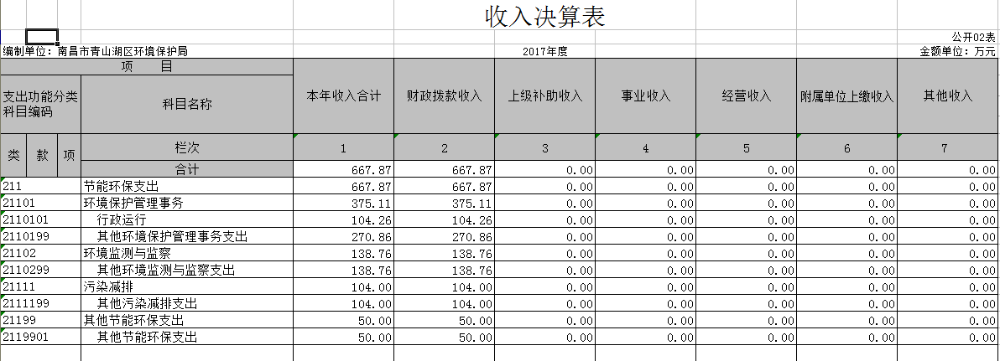 收入决算表
公开02表
编制单位：南昌市青山湖区环境保护局 2017年度 金额单位：万元
项 目
支出功能分类科目编码 科目名称 本年收入合计 财政拨款收入 上级补助收入 事业收入 经营收入 附属单位上缴收入 其他收入
类 款 项 栏次 1 2 3 4 5 6 7
合计 667.87 667.87 0.00 0.00 0.00 0.00 0.00
211 节能环保支出 667.87 667.87 0.00 0.00 0.00 0.00 0.00
21101 环境保护管理事务 375.11 375.11 0.00 0.00 0.00 0.00 0.00
2110101 行政运行 104.26 104.26 0.00 0.00 0.00 0.00 0.00
2110199 其他环境保护管理事务支出 270.86 270.86 0.00 0.00 0.00 0.00 0.00
21102 环境监测与监察 138.76 138.76 0.00 0.00 0.00 0.00 0.00
2110299 其他环境监测与监察支出 138.76 138.76 0.00 0.00 0.00 0.00 0.00
21111 污染减排 104.00 104.00 0.00 0.00 0.00 0.00 0.00
2111199 其他污染减排支出 104.00 104.00 0.00 0.00 0.00 0.00 0.00
21199 其他节能环保支出 50.00 50.00 0.00 0.00 0.00 0.00 0.00
2119901 其他节能环保支出 50.00 50.00 0.00 0.00 0.00 0.00 0.00